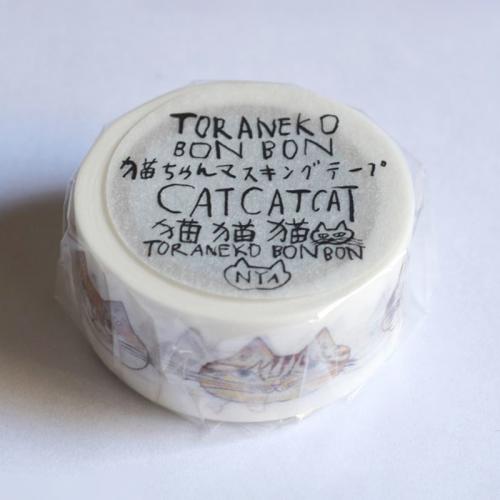 TORANEKO
BON BON
猫ちゃんマスキングテープ
CATCATCAT
猫猫猫
TORANEKO BONBON
NYA